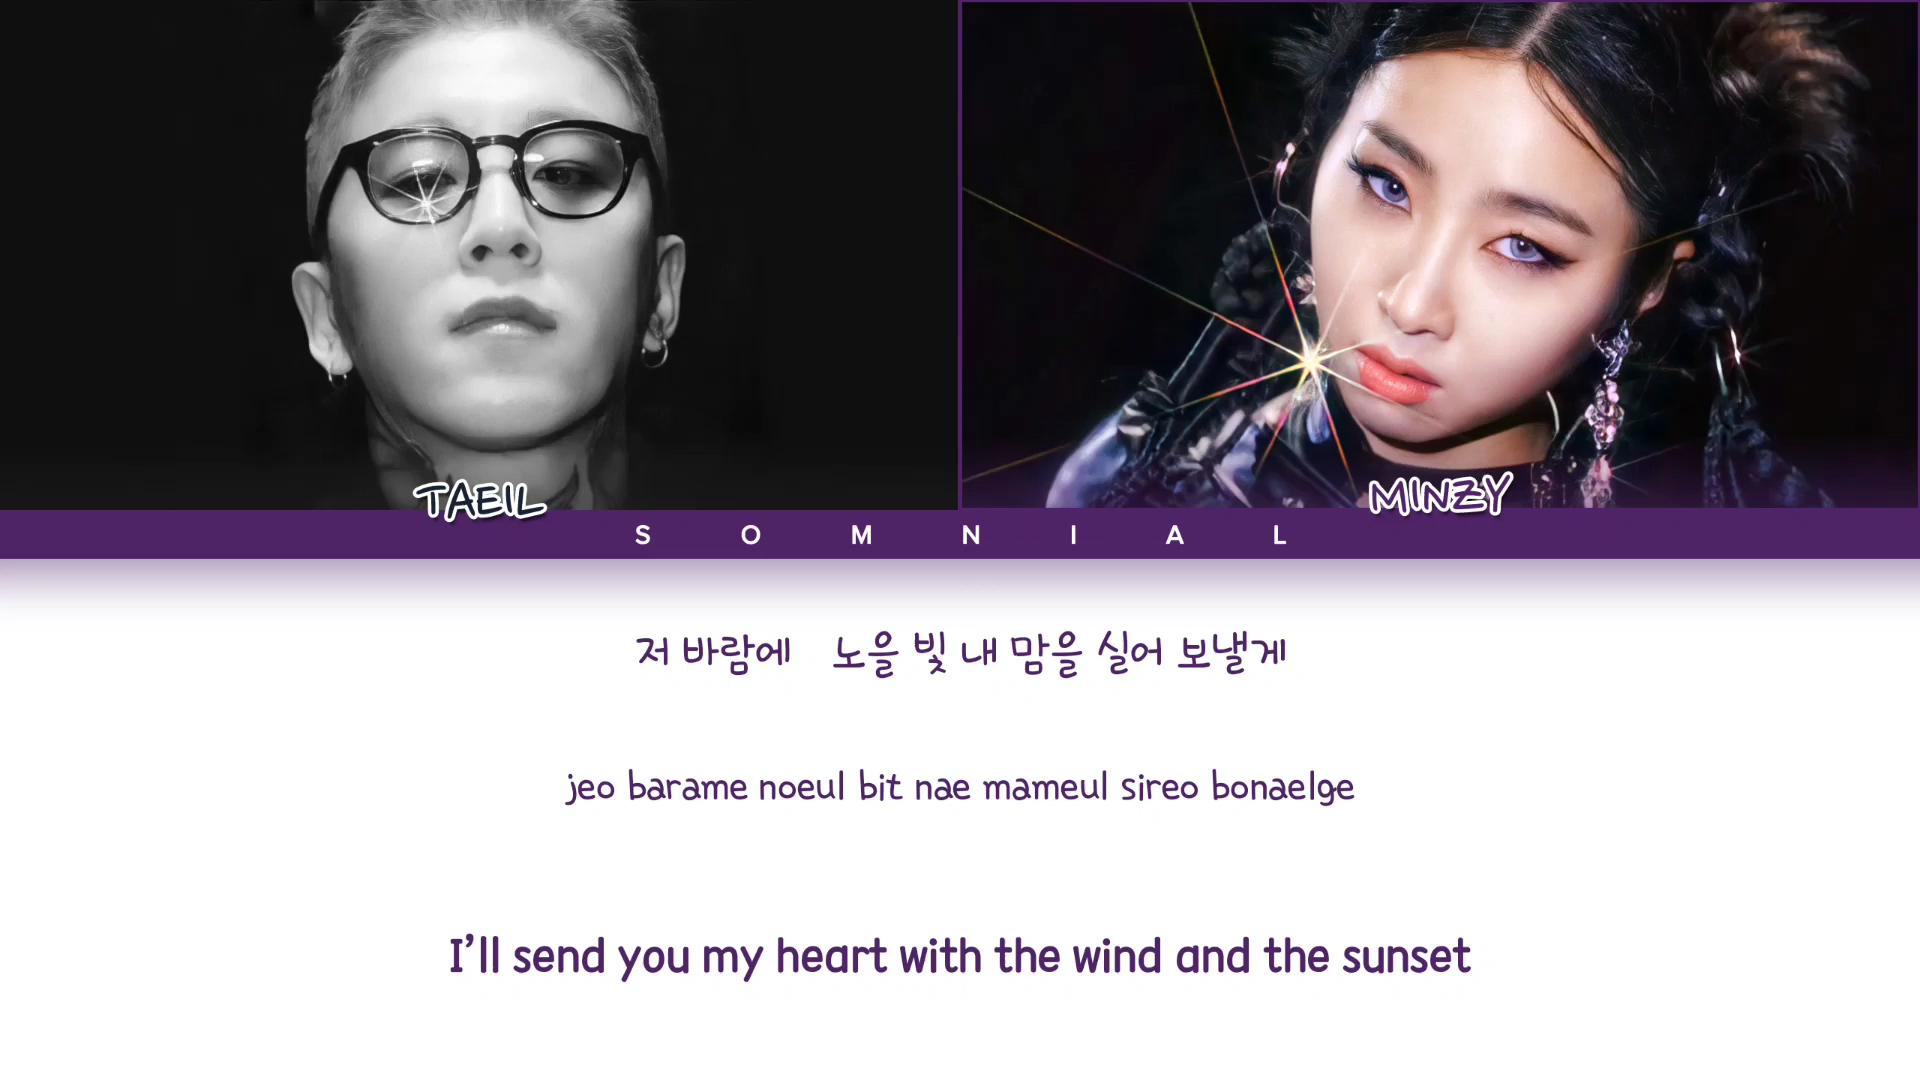 TAEIL
MINZY
SOMNIAL
저 바람에 노을 빛 내 맘을 실어 보낼게
jeo barame noeul bit nae mameul sireo bonaelge
I'll send you my heart with the wind and the sunset